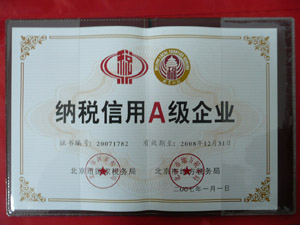 纳税信用A级企业
证书编号：20071782 有效期至：2008年12月31日
北京市国家税务局 北京市地方税务局
二〇〇七年一月一日